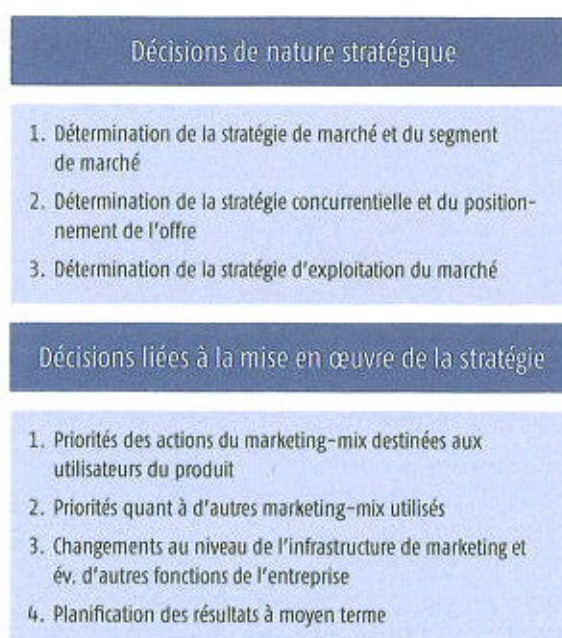 Décisions de nature stratégique
1. Détermination de la stratégie de marché et du segment
de marché
2. Détermination de la stratégie concurrentielle et du position-
nement de l'offre
3. Détermination de la stratégie d'exploitation du marché
Décisions liées à la mise en œuvre de la stratégie
1. Priorités des actions du marketing-mix destinées aux
utilisateurs du produit
2. Priorités quant à d'autres marketing-mix utilisés
3. Changements au niveau de l'infrastructure de marketing et
év. d'autres fonctions de l'entreprise
4. Planification des résultats à moyen terme